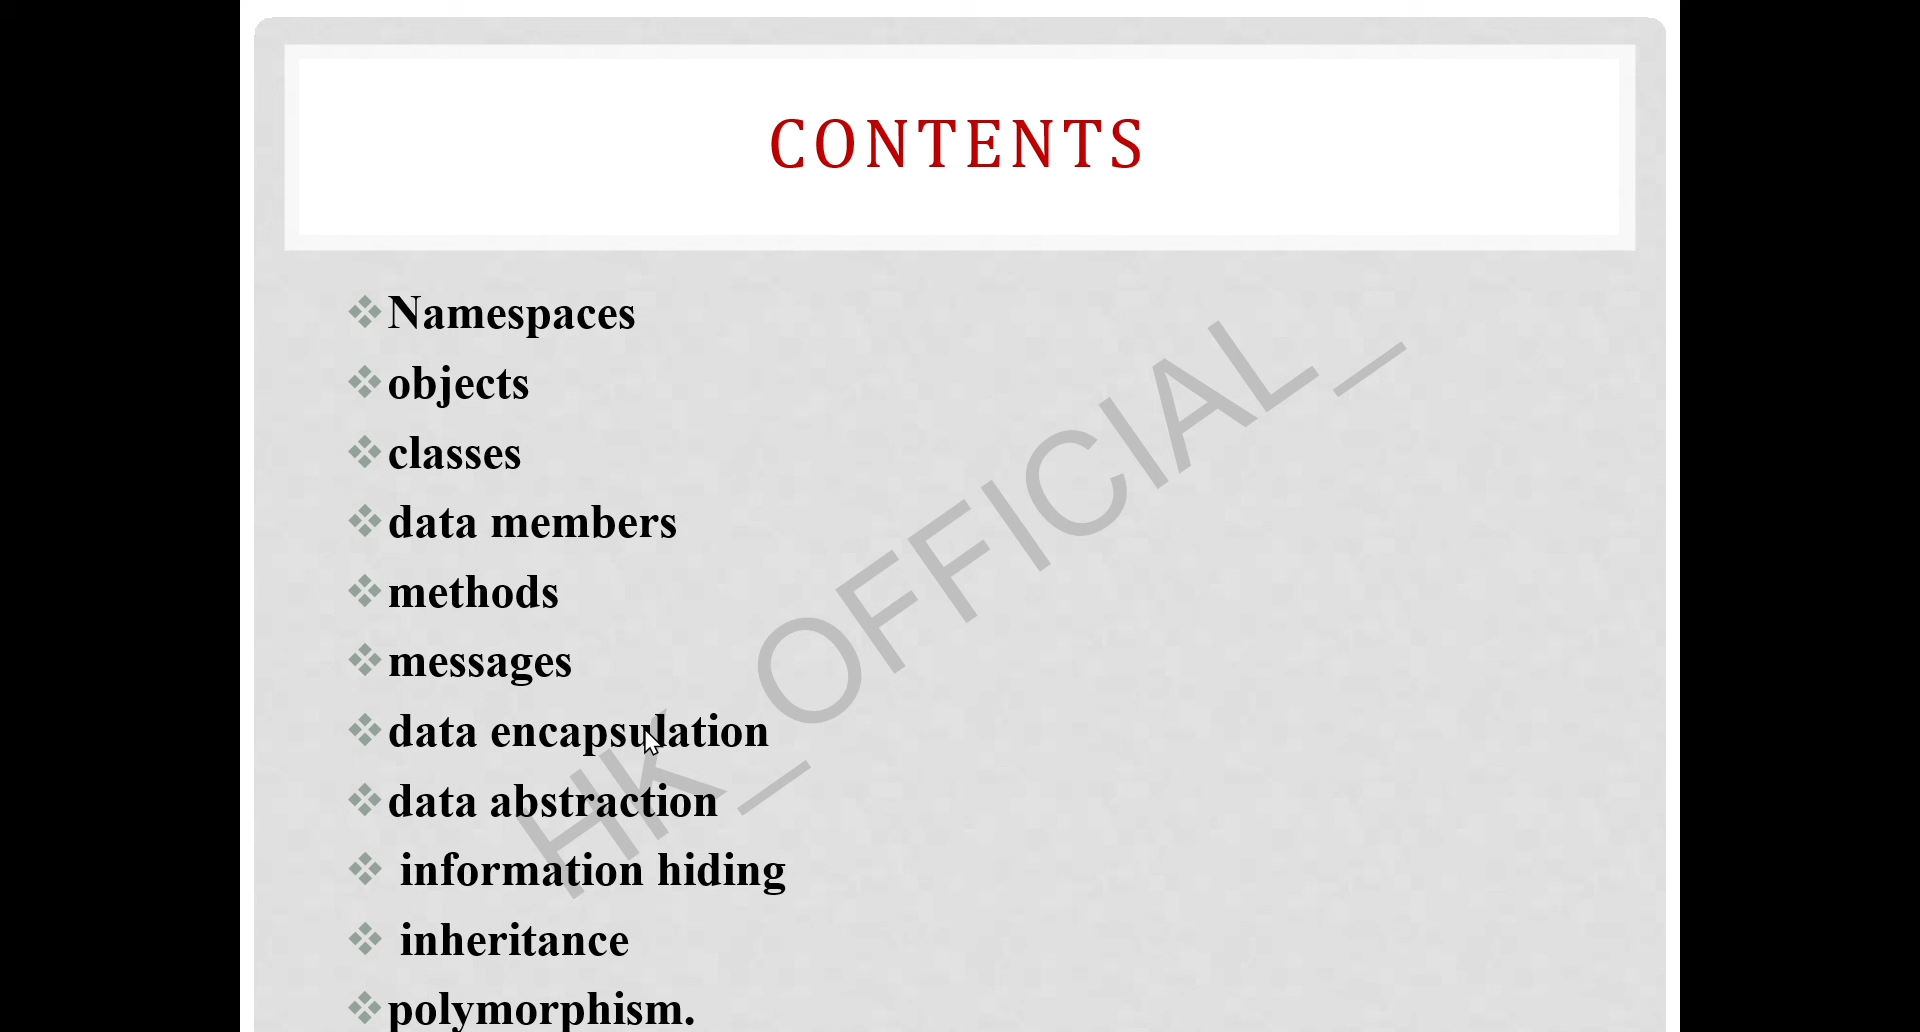 CONTENTS
Namespaces
objects
classes
data members
methods
messages
data encapsulation
data abstraction
information hiding
inheritance
polymorphism.
HK_OFFICIAL_